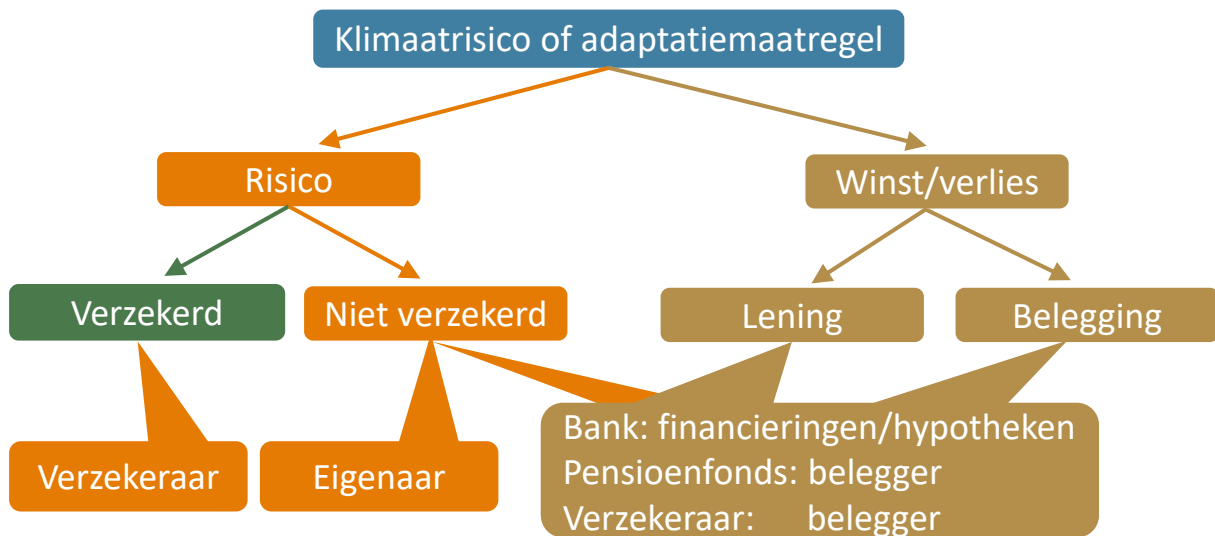 Klimaatrisico of adaptatiemaatregel
Risico
Winst/verlies
Verzekerd
Niet verzekerd
Lening
Belegging
Verzekeraar
Eigenaar
Bank: financieringen/hypotheken
Pensioenfonds: belegger
Verzekeraar: belegger